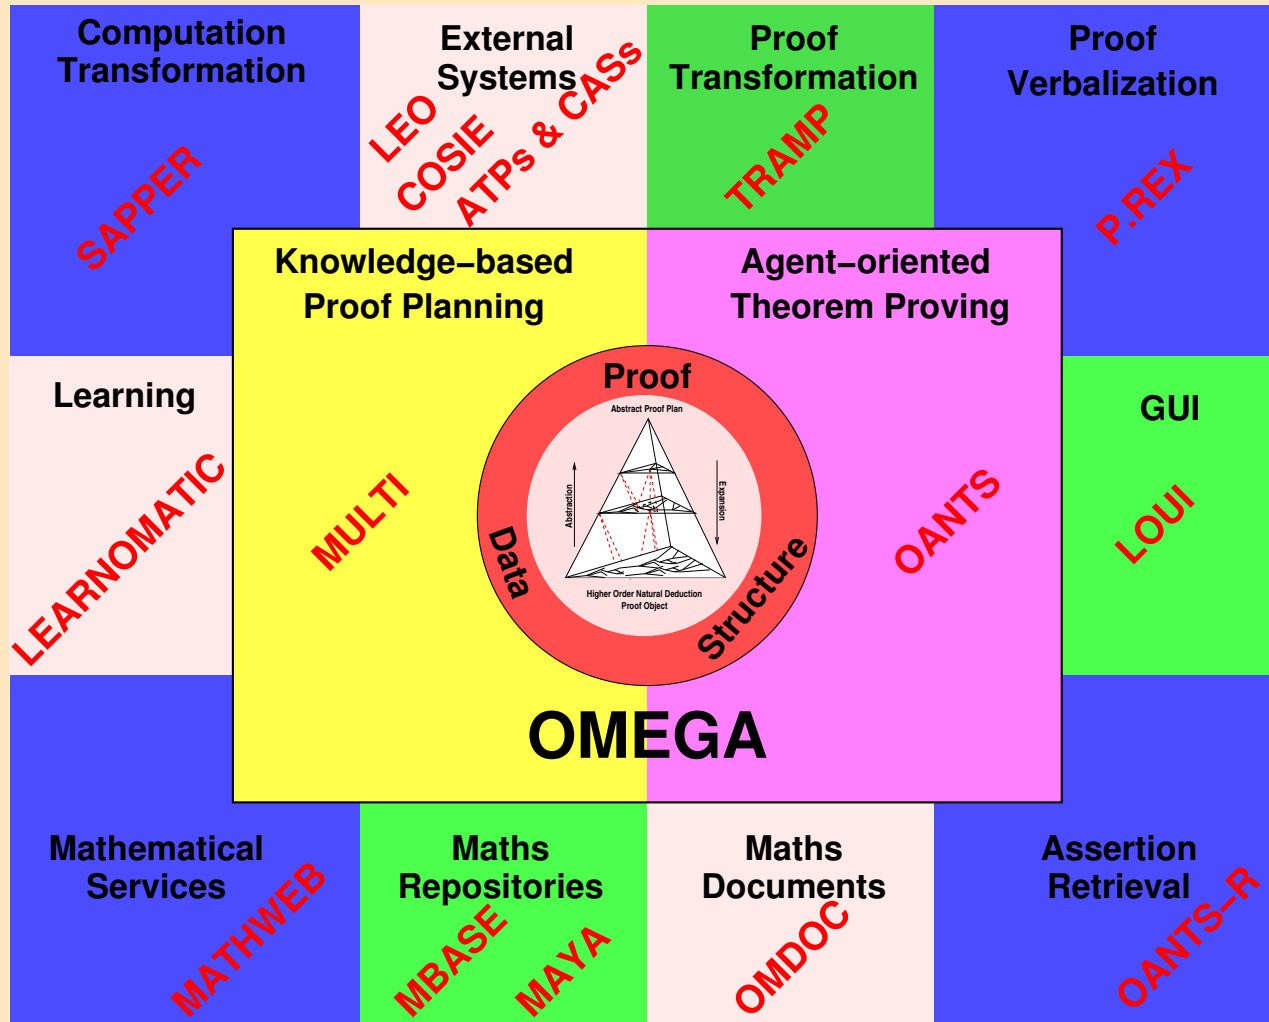 Computation
Transformation
SAPPER
External
Systems
LEO
COSIE
ATPs & CASs
Proof
Transformation
TRAMP
Proof
Verbalization
P.REX
Knowledge–based
Proof Planning
Agent–oriented
Theorem Proving
Learning
LEARNOMATIC
MULTI
Proof
Data
Structure
Abstract Proof Plan
Abstraction
Expansion
Higher Order Natural Deduction
Proof Object
OANTS
GUI
LOUI
OMEGA
Mathematical
Services
MATHWEB
Maths
Repositories
MBASE
MAYA
Maths
Documents
OMDOC
Assertion
Retrieval
OANTS–R